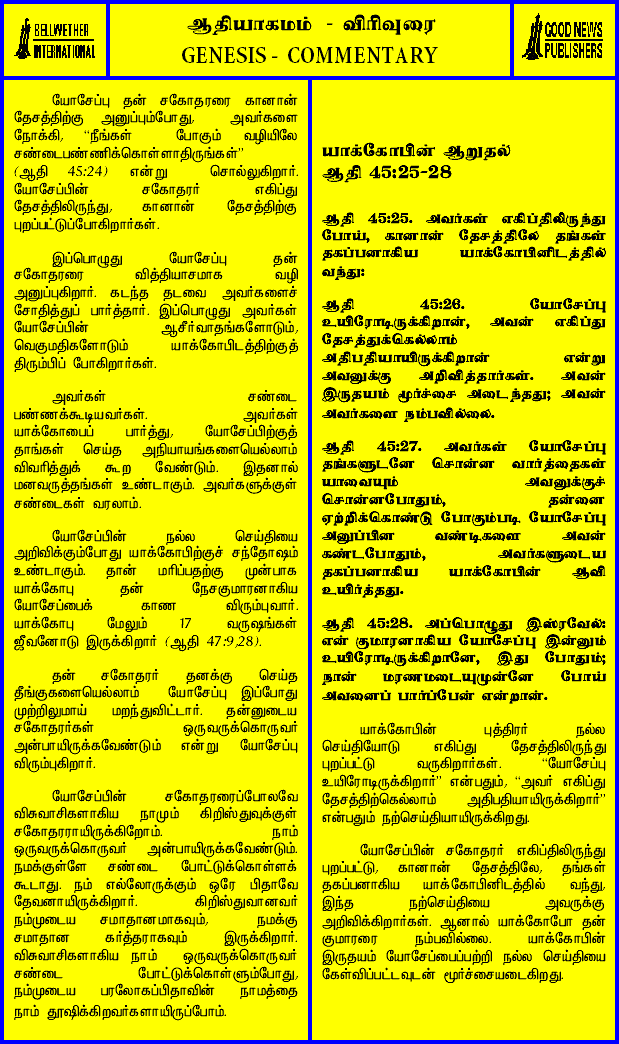 BELLWETHER
INTERNATIONAL
ஆதியாகமம் - விரிவுரை
GENESIS - COMMENTARY
GOOD NEWS
PUBLISHERS
யோசேப்பு தன் சகோதரரை கானான்
தேசத்திற்கு அனுப்பும்போது, அவர்களை
நோக்கி, “நீங்கள் போகும் வழியிலே
சண்டைபண்ணிக்கொள்ளாதிருங்கள்”
(ஆதி 45:24) என்று சொல்லுகிறார்.
யோசேப்பின் சகோதரர் எகிப்து
தேசத்திலிருந்து, கானான் தேசத்திற்கு
புறப்பட்டுப்போகிறார்கள்.
இப்பொழுது யோசேப்பு தன்
சகோதரரை வித்தியாசமாக வழி
அனுப்புகிறார். கடந்த தடவை அவர்களைச்
சோதித்துப் பார்த்தார். இப்பொழுது அவர்கள்
யோசேப்பின் ஆசீர்வாதங்களோடும்,
வெகுமதிகளோடும் யாக்கோபிடத்திற்குத்
திரும்பிப் போகிறார்கள்.
அவர்கள் சண்டை
பண்ணக்கூடியவர்கள். அவர்கள்
யாக்கோபைப் பார்த்து, யோசேப்பிற்குத்
தாங்கள் செய்த அநியாயங்களையெல்லாம்
விவரித்துக் கூற வேண்டும். இதனால்
மனவருத்தங்கள் உண்டாகும். அவர்களுக்குள்
சண்டைகள் வரலாம்.
யோசேப்பின் நல்ல செய்தியை
அறிவிக்கும்போது யாக்கோபிற்குச் சந்தோஷம்
உண்டாகும். தான் மரிப்பதற்கு முன்பாக
யாக்கோபு தன் நேசகுமாரனாகிய
யோசேப்பைக் காண விரும்புவார்.
யாக்கோபு மேலும் 17 வருஷங்கள்
ஜீவனோடு இருக்கிறார் (ஆதி 47:9,28).
தன் சகோதரர் தனக்கு செய்த
தீங்குகளையெல்லாம் யோசேப்பு இப்போது
முற்றிலுமாய் மறந்துவிட்டார். தன்னுடைய
சகோதரர்கள் ஒருவருக்கொருவர்
அன்பாயிருக்கவேண்டும் என்று யோசேப்பு
விரும்புகிறார்.
யோசேப்பின் சகோதரரைப்போலவே
விசுவாசிகளாகிய நாமும் கிறிஸ்துவுக்குள்
சகோதரராயிருக்கிறோம். நாம்
ஒருவருக்கொருவர் அன்பாயிருக்கவேண்டும்.
நமக்குள்ளே சண்டை போட்டுக்கொள்ளக்
கூடாது. நம் எல்லோருக்கும் ஒரே பிதாவே
தேவனாயிருக்கிறார். கிறிஸ்துவானவர்
நம்முடைய சமாதானமாகவும், நமக்கு
சமாதான கர்த்தராகவும் இருக்கிறார்.
விசுவாசிகளாகிய நாம் ஒருவருக்கொருவர்
சண்டை போட்டுக்கொள்ளும்போது,
நம்முடைய பரலோகப்பிதாவின் நாமத்தை
நாம் தூஷிக்கிறவர்களாயிருப்போம்.
யாக்கோபின் ஆறுதல்
ஆதி 45:25-28
ஆதி 45:25. அவர்கள் எகிப்திலிருந்து
போய், கானான் தேசத்திலே தங்கள்
தகப்பனாகிய யாக்கோபினிடத்தில்
வந்து:
ஆதி 45:26. யோசேப்பு
உயிரோடிருக்கிறான், அவன் எகிப்து
தேசத்துக்கெல்லாம்
அதிபதியாயிருக்கிறான் என்று
அவனுக்கு அறிவித்தார்கள். அவன்
இருதயம் மூர்ச்சை அடைந்தது; அவன்
அவர்களை நம்பவில்லை.
ஆதி 45:27. அவர்கள் யோசேப்பு
தங்களுடனே சொன்ன வார்த்தைகள்
யாவையும் அவனுக்குச்
சொன்னபோதும், தன்னை
ஏற்றிக்கொண்டு போகும்படி யோசேப்பு
அனுப்பின வண்டிகளை அவன்
கண்டபோதும், அவர்களுடைய
தகப்பனாகிய யாக்கோபின் ஆவி
உயிர்த்தது.
ஆதி 45:28. அப்பொழுது இஸ்ரவேல்:
என் குமாரனாகிய யோசேப்பு இன்னும்
உயிரோடிருக்கிறானே, இது போதும்;
நான் மரணமடையுமுன்னே போய்
அவனைப் பார்ப்பேன் என்றான்.
யாக்கோபின் புத்திரர் நல்ல
செய்தியோடு எகிப்து தேசத்திலிருந்து
புறப்பட்டு வருகிறார்கள். “யோசேப்பு
உயிரோடிருக்கிறார்” என்பதும், “அவர் எகிப்து
தேசத்திற்கெல்லாம் அதிபதியாயிருக்கிறார்”
என்பதும் நற்செய்தியாயிருக்கிறது.
யோசேப்பின் சகோதரர் எகிப்திலிருந்து
புறப்பட்டு, கானான் தேசத்திலே, தங்கள்
தகப்பனாகிய யாக்கோபினிடத்தில் வந்து,
இந்த நற்செய்தியை அவருக்கு
அறிவிக்கிறார்கள். ஆனால் யாக்கோபோ தன்
குமாரரை நம்பவில்லை. யாக்கோபின்
இருதயம் யோசேப்பைப்பற்றி நல்ல செய்தியை
கேள்விப்பட்டவுடன் மூர்ச்சையடைகிறது.